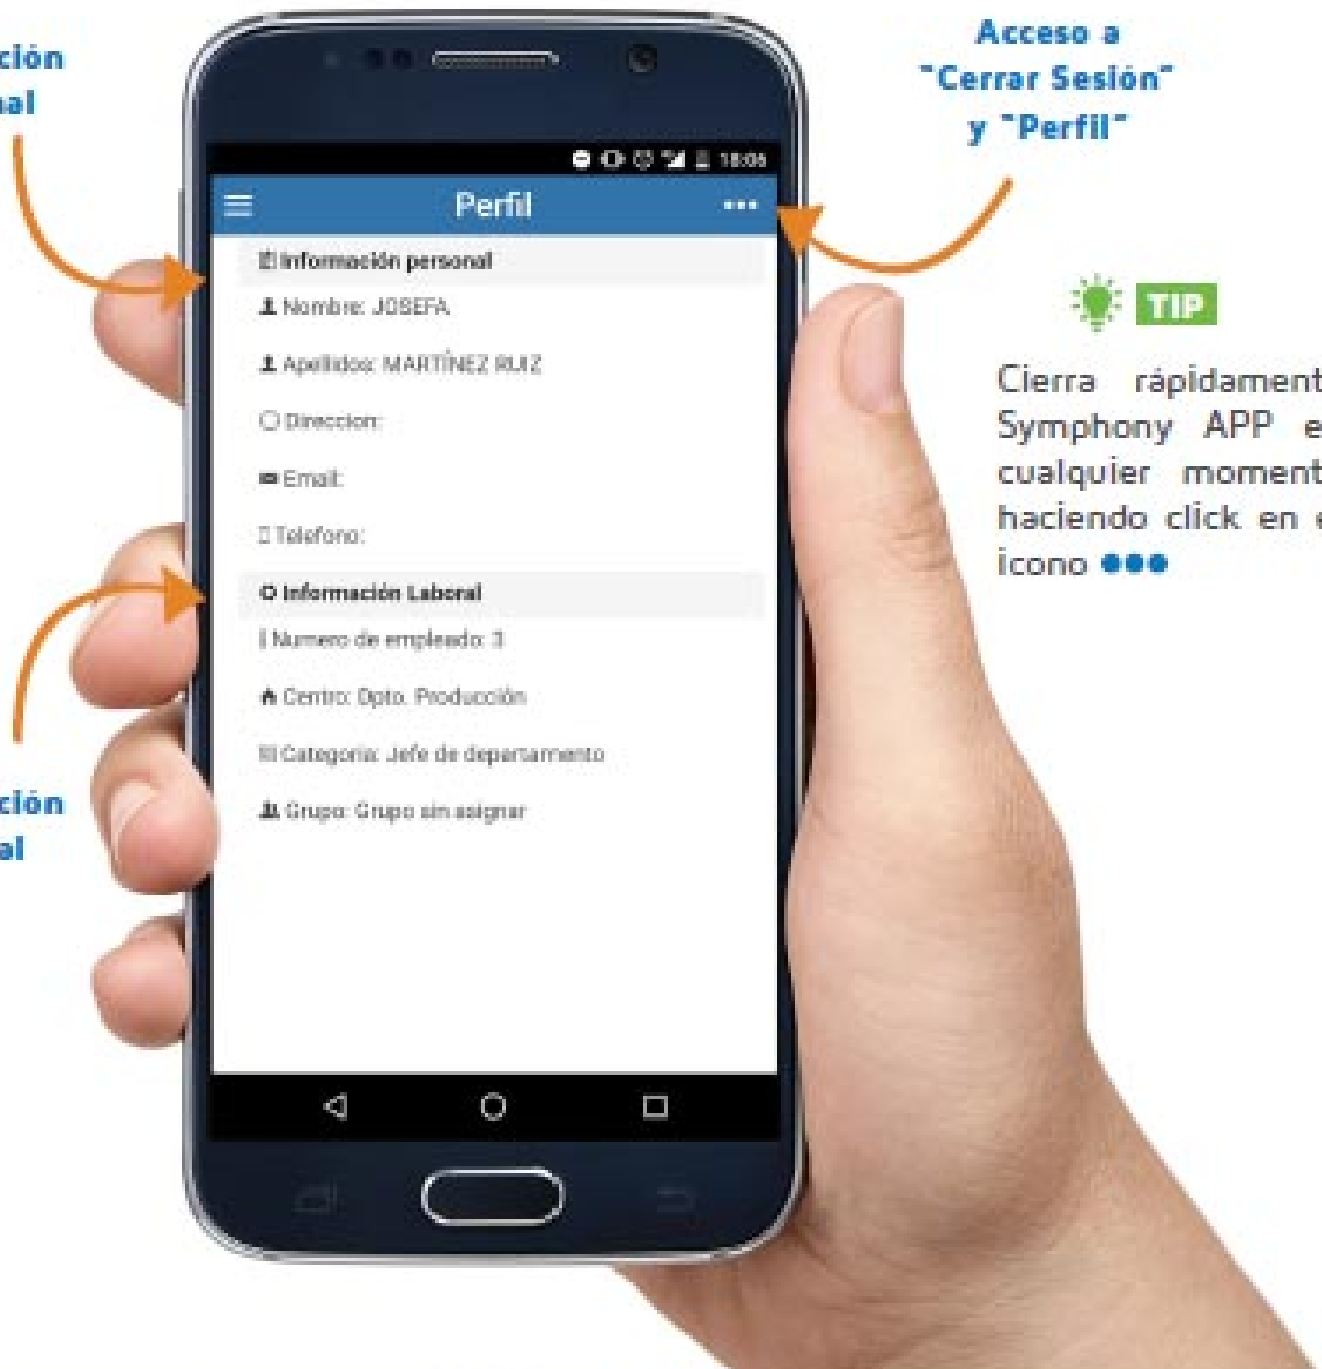 ción
nal
Acceso a
"Cerrar Sesión"
y "Perfil"
18:06
Perfil
Información personal
Nombre: JOSEFA
Apellidos: MARTÍNEZ RUIZ
Direccion:
Email:
Telefono:
Información Laboral
Numero de empleado: 3
Centro: Dpto. Producción
Categoria: Jefe de departamento
Grupo: Grupo sin asignar
ción
al
TIP
Cierra rápidament
Symphony APP e
cualquier moment
haciendo click en e
icono